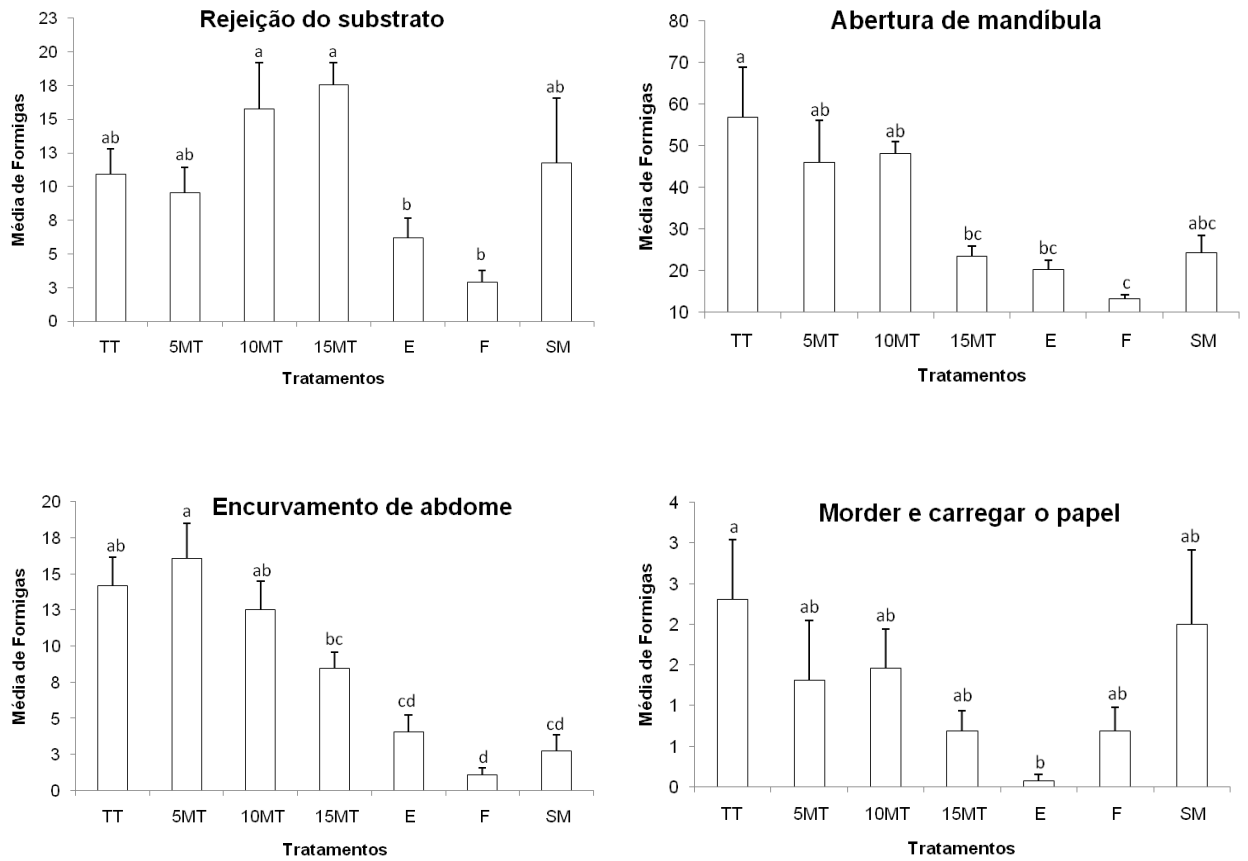 Rejeição do substrato
23
20
18
15
13
10
8
5
3
0
Média de Formigas
ab
ab
a
a
b
b
ab
TT 5MT 10MT 15MT E F SM
Tratamentos
Abertura de mandíbula
80
70
60
50
40
30
20
10
Média de Formigas
a
ab
ab
bc
bc
c
abc
TT 5MT 10MT 15MT E F SM
Tratamentos
Encurvamento de abdome
20
18
15
13
10
8
5
3
0
Média de Formigas
ab
a
ab
bc
cd
d
cd
TT 5MT 10MT 15MT E F SM
Tratamentos
Morder e carregar o papel
4
3
3
2
2
1
1
0
Média de Formigas
a
ab
ab
ab
b
ab
ab
TT 5MT 10MT 15MT E F SM
Tratamentos